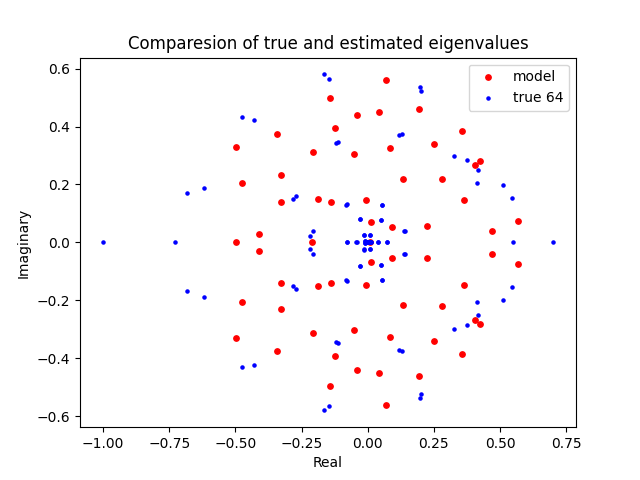 Comparesion of true and estimated eigenvalues
model
true 64
0.6
0.4
0.2
0.0
−0.2
−0.4
−0.6
Imaginary
−1.00 −0.75 −0.50 −0.25 0.00 0.25 0.50 0.75
Real